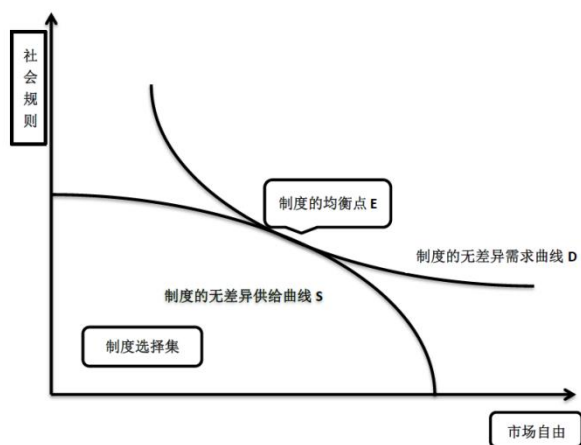 社会规则
制度的均衡点 E
制度的无差异需求曲线 D
制度的无差异供给曲线 S
制度选择集
市场自由